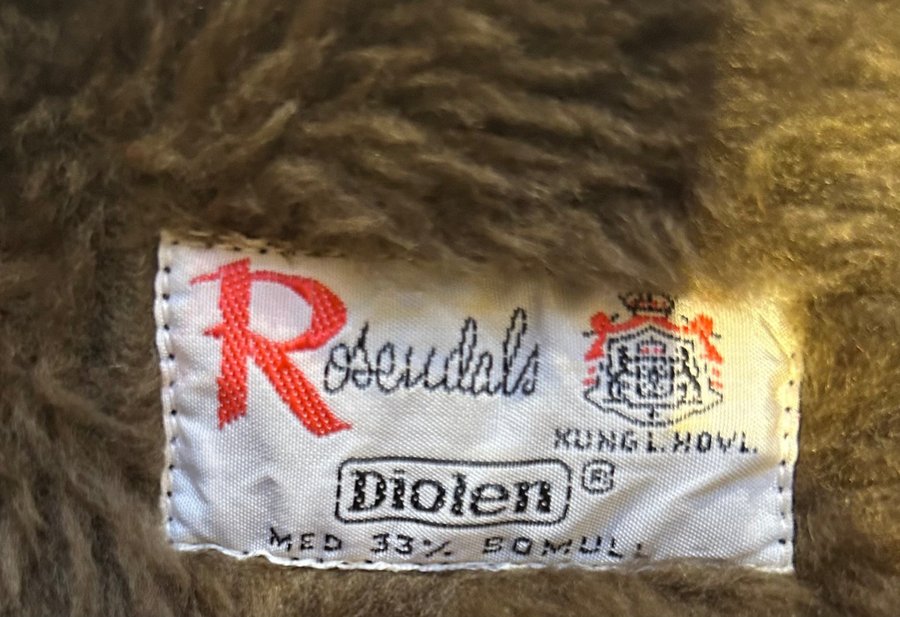 Rosendals
KUNGL. HOVL.
Diolen ®
MED 33% BOMULL